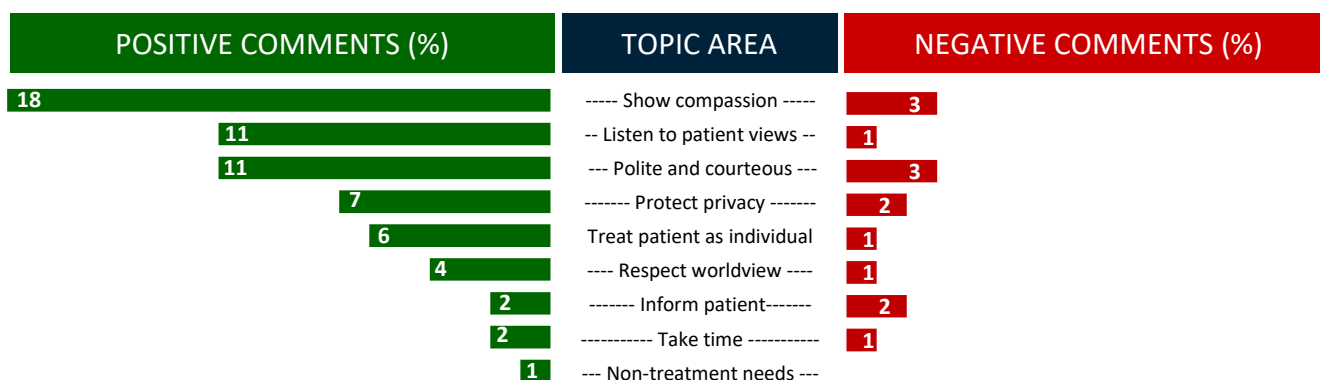 POSITIVE COMMENTS (%) TOPIC AREA NEGATIVE COMMENTS (%)
18 ----- Show compassion ----- 3
11 -- Listen to patient views -- 1
11 --- Polite and courteous --- 3
7 ------- Protect privacy ------- 2
6 Treat patient as individual 1
4 ---- Respect worldview ---- 1
2 ------- Inform patient------- 2
2 ----------- Take time ----------- 1
1 --- Non-treatment needs ---